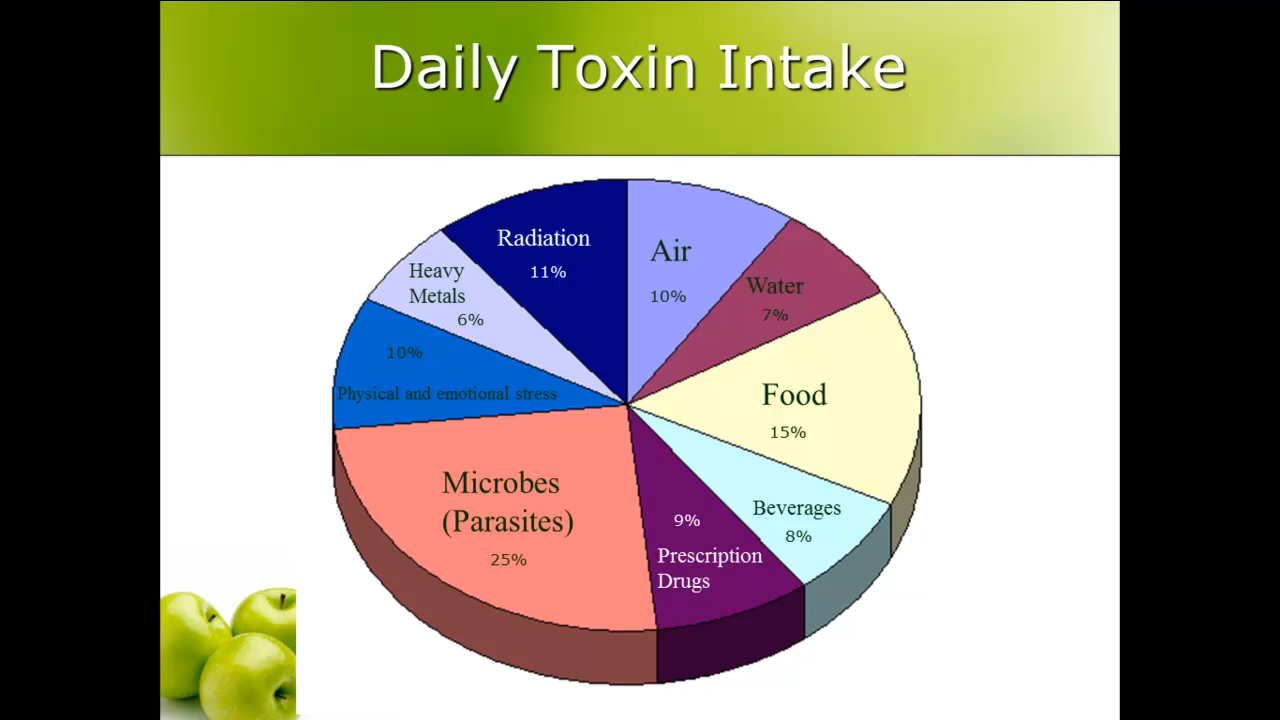 Daily Toxin Intake
Radiation
11%
Air
10%
Heavy
Metals
6%
Water
7%
10%
Physical and emotional stress
Food
15%
Microbes
(Parasites)
25%
9%
Prescription
Drugs
Beverages
8%